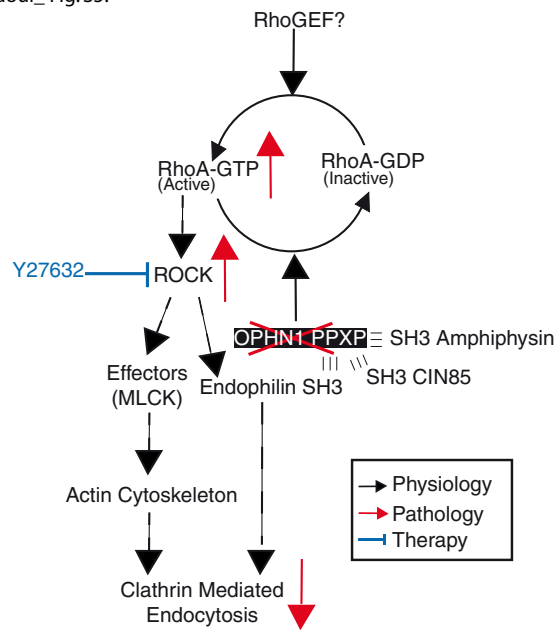 RhoGEF?
RhoA-GTP
(Active)
RhoA-GDP
(Inactive)
Y27632
ROCK
OPHN1 PPXP
SH3 Amphiphysin
SH3 CIN85
Effectors
(MLCK)
Endophilin SH3
Actin Cytoskeleton
Clathrin Mediated
Endocytosis
Physiology
Pathology
Therapy